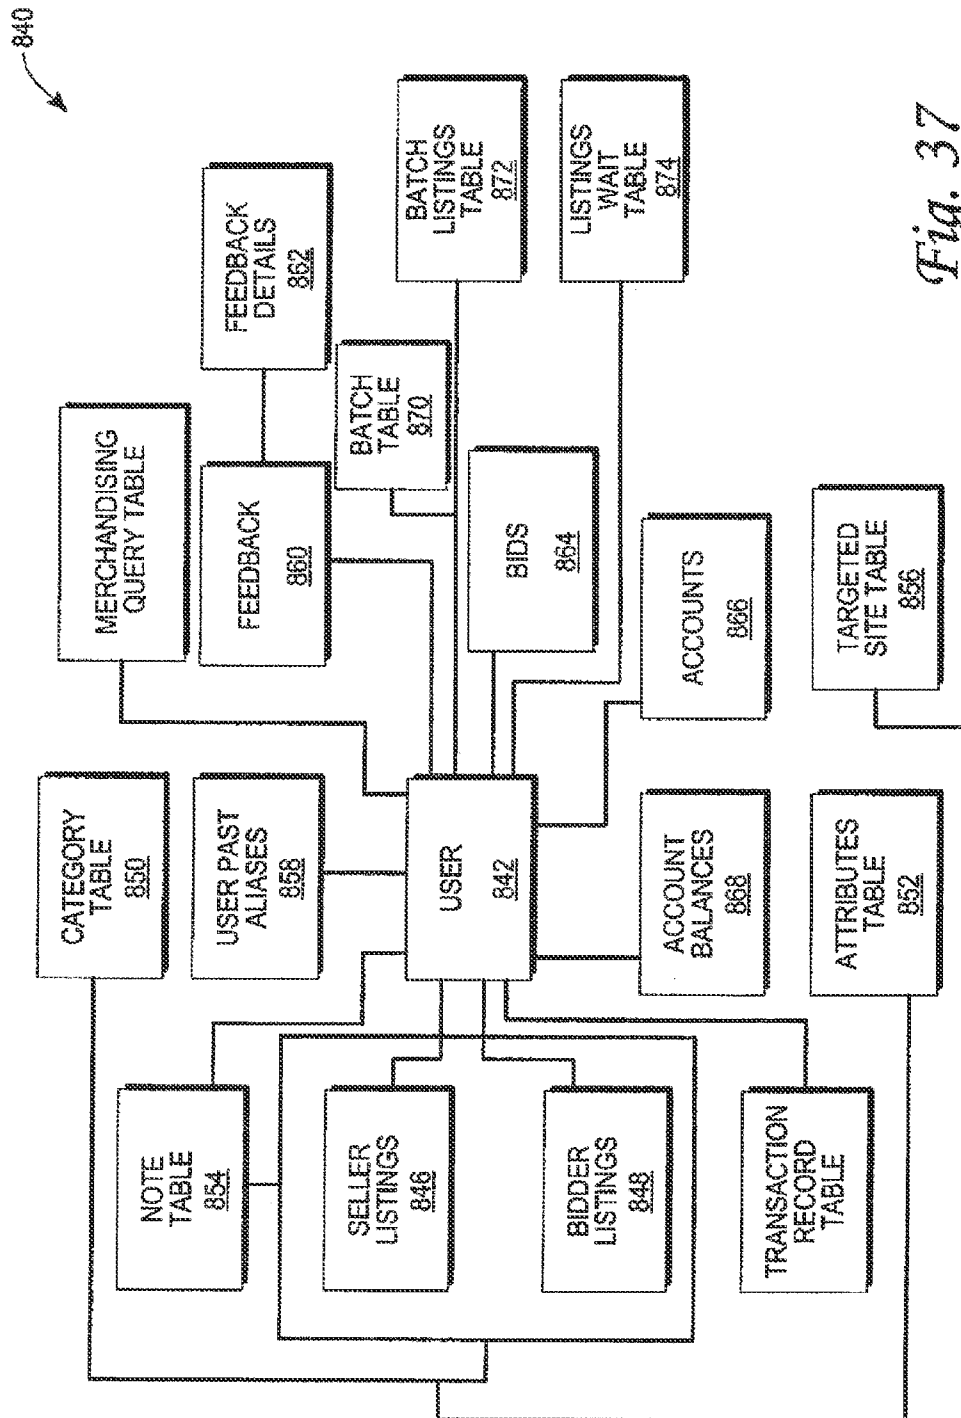 840
CATEGORY
TABLE
850
MERCHANDISING
QUERY TABLE
NOTE
TABLE
854
USER PAST
ALIASES
858
FEEDBACK
860
FEEDBACK
DETAILS
862
BATCH
TABLE
870
SELLER
LISTINGS
846
USER
842
BATCH
LISTINGS
TABLE
872
BIDS
864
BIDDER
LISTINGS
848
LISTINGS
WAIT
TABLE
874
ACCOUNT
BALANCES
868
ACCOUNTS
866
TRANSACTION
RECORD
TABLE
ATTRIBUTES
TABLE
852
TARGETED
SITE TABLE
856
Fig. 37